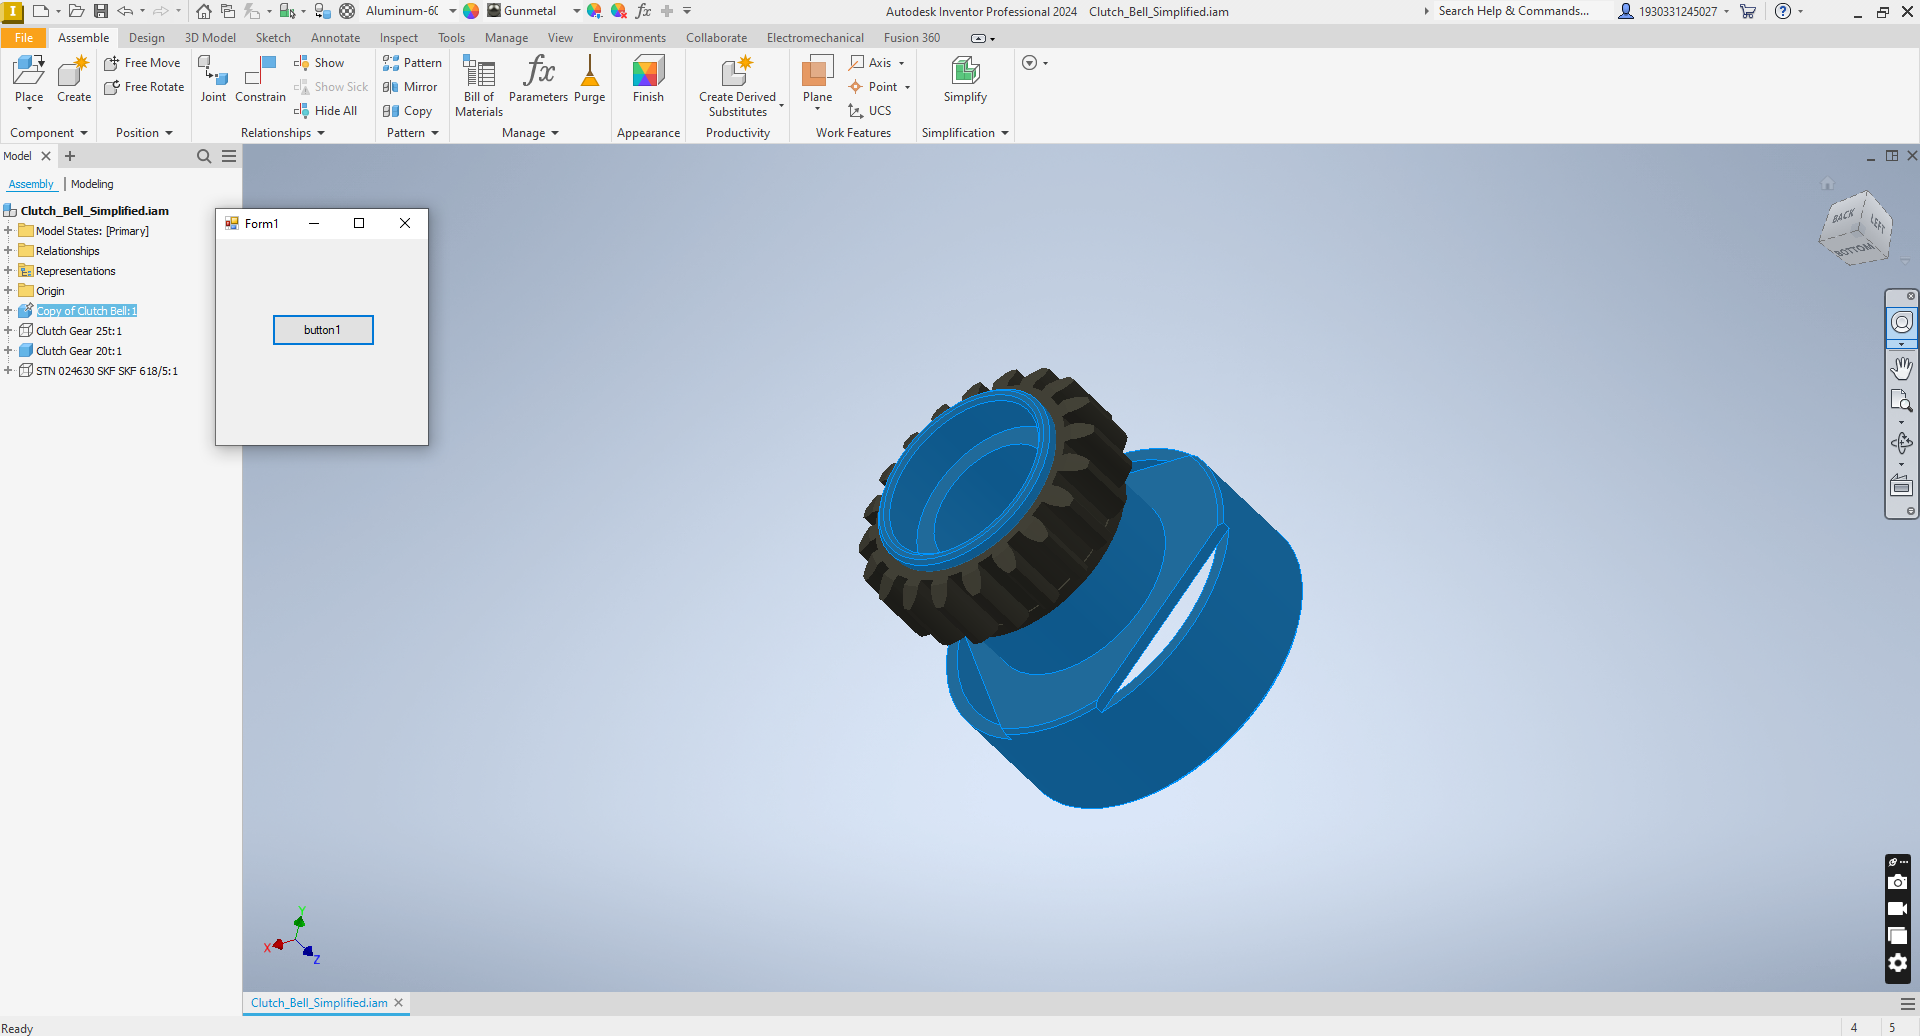 Aluminum-60
Gunmetal
Autodesk Inventor Professional 2024 Clutch_Bell_Simplified.iam
Search Help & Commands...
1930331245027
File
Assemble
Design
3D Model
Sketch
Annotate
Inspect
Tools
Manage
View
Environments
Collaborate
Electromechanical
Fusion 360
Place
Create
Free Move
Free Rotate
Component
Position
Joint
Constrain
Show
Show Sick
Hide All
Relationships
Pattern
Mirror
Copy
Pattern
Bill of
Materials
fx
Parameters
Purge
Manage
Finish
Appearance
Create Derived
Substitutes
Productivity
Plane
Axis
Point
UCS
Work Features
Simplify
Simplification
Model
Assembly
Modeling
Clutch_Bell_Simplified.iam
Model States: [Primary]
Relationships
Representations
Origin
Copy of Clutch Bell:1
Clutch Gear 25t:1
Clutch Gear 20t:1
STN 024630 SKF SKF 618/5:1
Form1
button1
BACK
LEFT
BOTTOM
Y
X
Z
Clutch_Bell_Simplified.iam
Ready
4
5